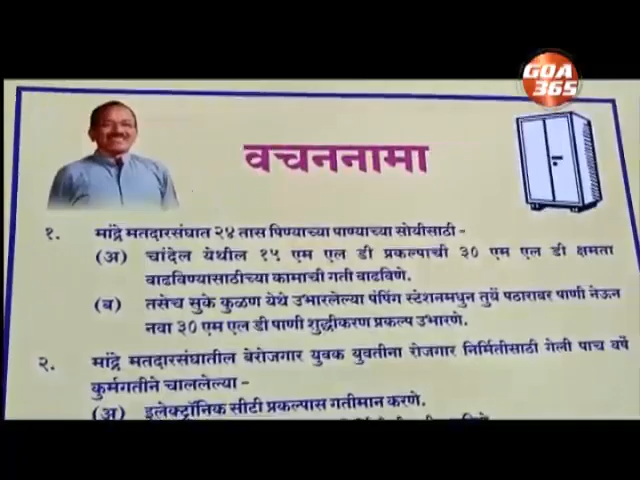 GOA
365
वचननामा
१. मांद्रे मतदारसंघात २४ तास पिण्याच्या पाण्याच्या सोयीसाठी -
(अ) चांदेल येथील १५ एम एल डी प्रकल्पाची ३० एम एल डी क्षमता
वाढविण्यासाठीच्या कामाची गती वाढविणे.
(ब) तसेच सुके कुळण येथे उभारलेल्या पंपिंग स्टेशनमधुन तुयें पठारावर पाणी नेऊन
नवा ३० एम एल डी पाणी शुद्धीकरण प्रकल्प उभारणे.
२. मांद्रे मतदारसंघातील बेरोजगार युवक युवतीना रोजगार निर्मितीसाठी गेली पाच वर्षे
कुर्मगतीने चाललेल्या -
(अ) इलेक्ट्रॉनिक सीटी प्रकल्पास गतीमान करणे.